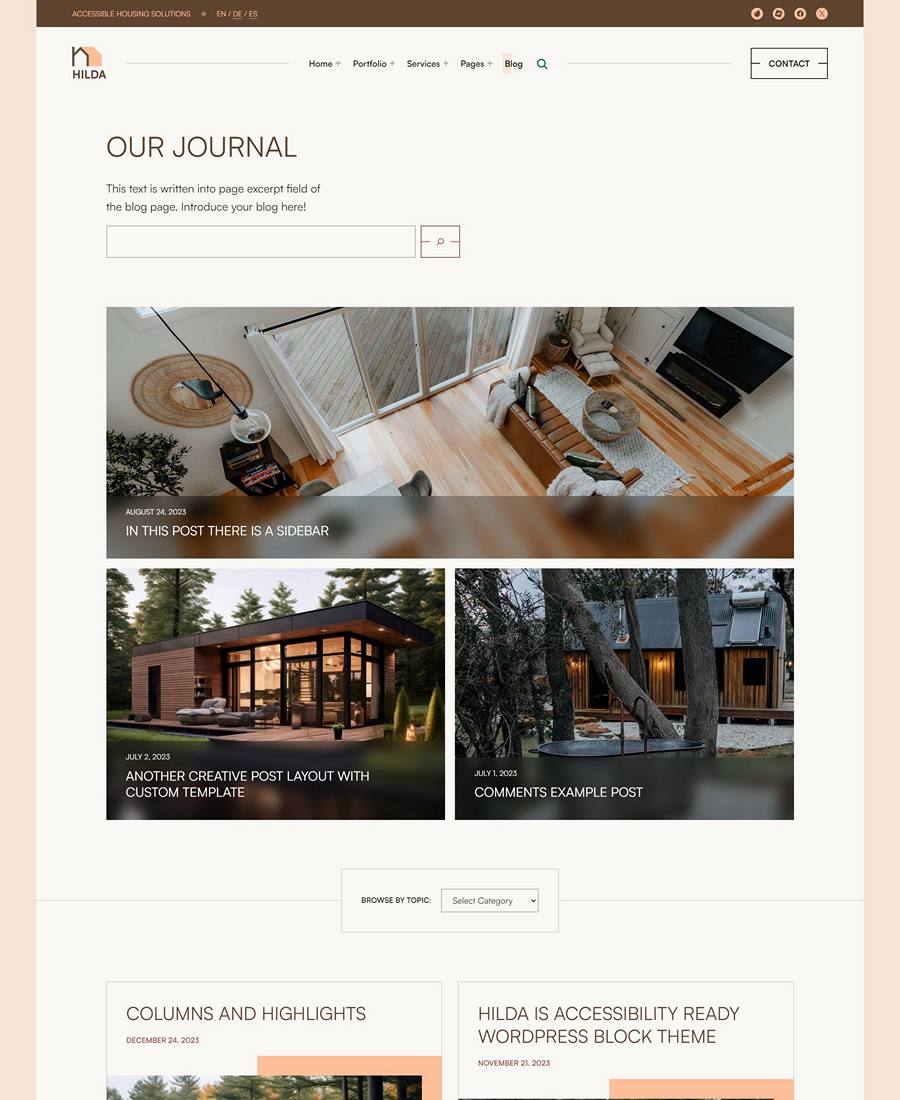 ACCESSIBLE HOUSING SOLUTIONS
EN / DE / ES
HILDA
Home +
Portfolio +
Services +
Pages +
Blog
CONTACT
OUR JOURNAL
This text is written into page excerpt field of
the blog page. Introduce your blog here!
AUGUST 24, 2023
IN THIS POST THERE IS A SIDEBAR
JULY 2, 2023
ANOTHER CREATIVE POST LAYOUT WITH
CUSTOM TEMPLATE
JULY 1, 2023
COMMENTS EXAMPLE POST
BROWSE BY TOPIC:
Select Category
COLUMNS AND HIGHLIGHTS
DECEMBER 24, 2023
HILDA IS ACCESSIBILITY READY
WORDPRESS BLOCK THEME
NOVEMBER 21, 2023